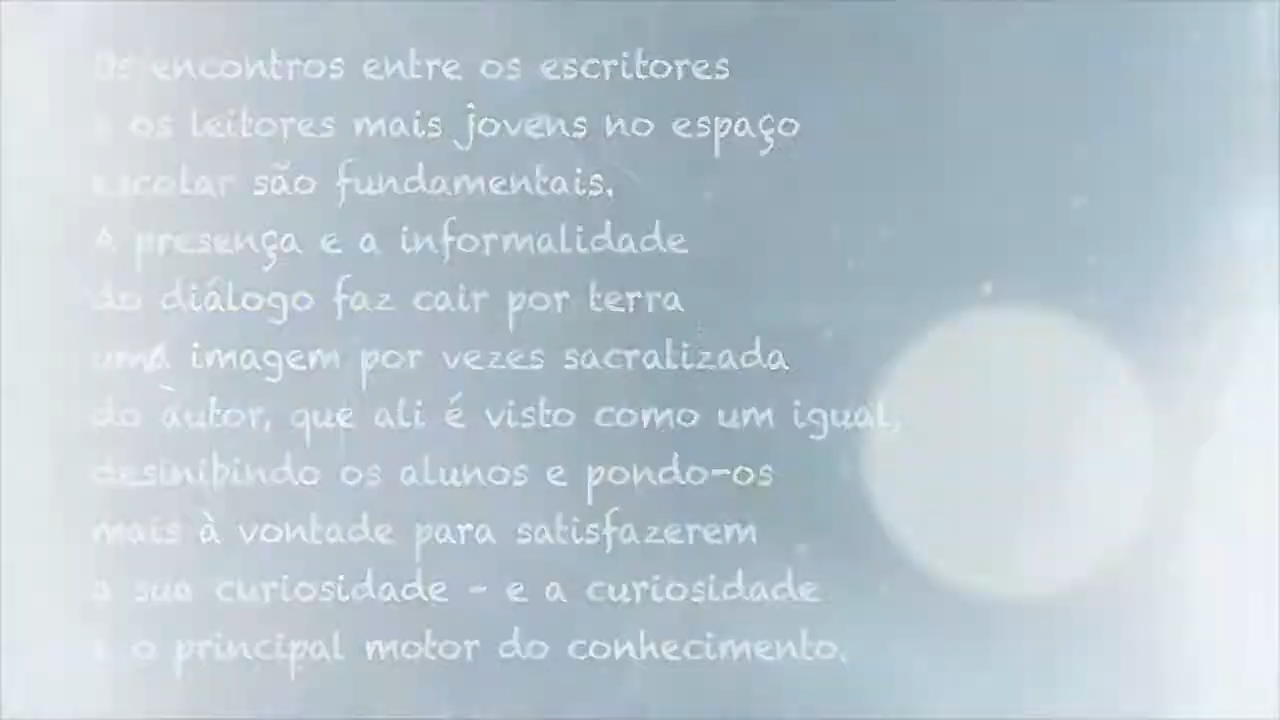 Os encontros entre os escritores
e os leitores mais jovens no espaço
escolar são fundamentais.
A presença e a informalidade
do diálogo faz cair por terra
uma imagem por vezes sacralizada
do autor, que ali é visto como um igual,
desinibindo os alunos e pondo-os
mais à vontade para satisfazerem
a sua curiosidade - e a curiosidade
é o principal motor do conhecimento.